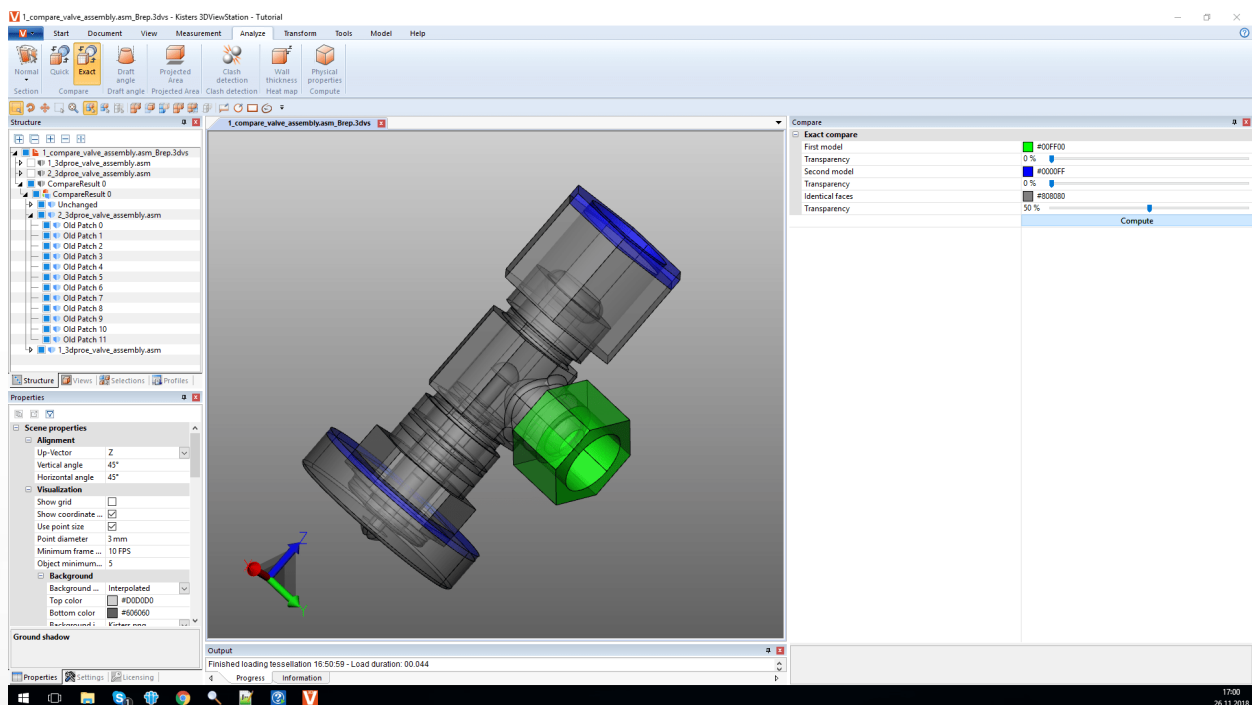 1_compare_valve_assembly.asm_Brep.3dvs - Kisters 3DViewStation - Tutorial
Start Document View Measurement Analyze Transform Tools Model Help
Normal Quick Exact Draft angle Projected Area Clash detection Wall thickness Physical properties
Section Compare Draft angle Projected Area Clash detection Heat map Compute
Structure
1_compare_valve_assembly.asm_Brep.3dvs
1_3dproe_valve_assembly.asm
2_3dproe_valve_assembly.asm
CompareResult 0
CompareResult 0
Unchanged
2_3dproe_valve_assembly.asm
Old Patch 0
Old Patch 1
Old Patch 2
Old Patch 3
Old Patch 4
Old Patch 5
Old Patch 6
Old Patch 7
Old Patch 8
Old Patch 9
Old Patch 10
Old Patch 11
1_3dproe_valve_assembly.asm
Structure Views Selections Profiles
Properties
Scene properties
Alignment
Up-Vector Z
Vertical angle 45°
Horizontal angle 45°
Visualization
Show grid
Show coordinate ...
Use point size
Point diameter 3 mm
Minimum frame ... 10 FPS
Object minimum... 5
Background
Background ... Interpolated
Top color #D0D0D0
Bottom color #606060
Background i Kisters.png
Ground shadow
Properties Settings Licensing
1_compare_valve_assembly.asm_Brep.3dvs
Z
Y
Output
Finished loading tessellation 16:50:59 - Load duration: 00.044
Progress Information
Compare
Exact compare
First model #00FF00
Transparency 0 %
Second model #0000FF
Transparency 0 %
Identical faces #808080
Transparency 50 %
Compute
17:00
26.11.2018